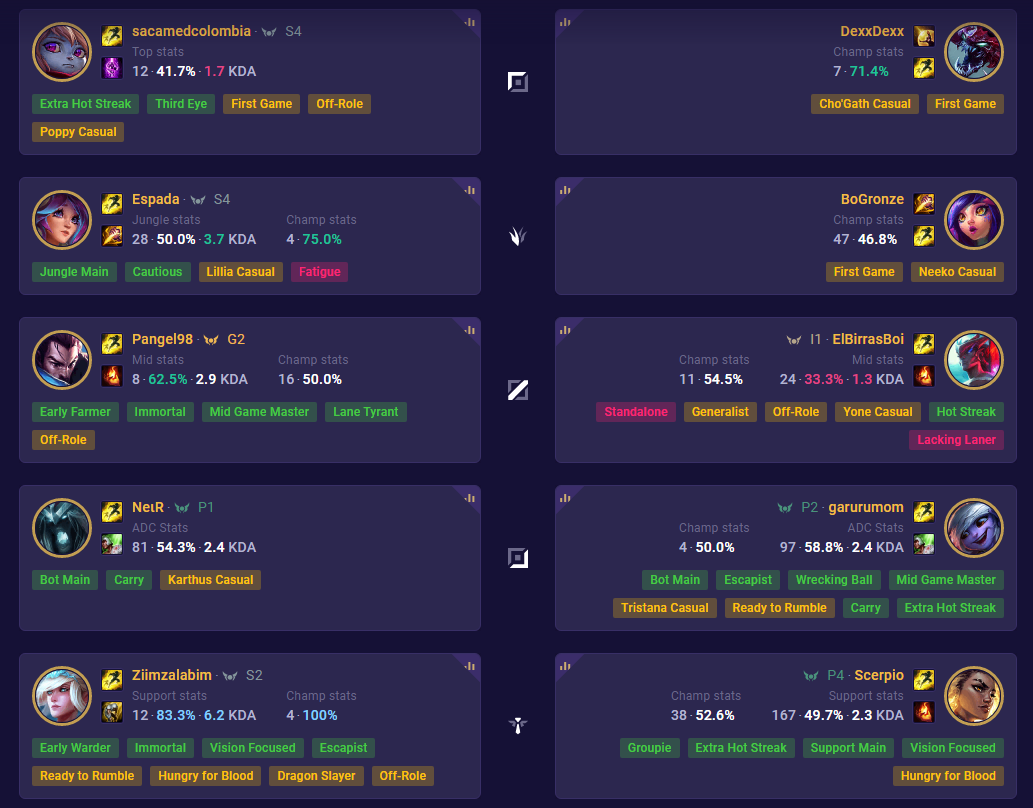 sacamedcolombia · S4
Top stats
12 · 41.7% · 1.7 KDA
Extra Hot Streak Third Eye First Game Off-Role
Poppy Casual
DexxDexx
Champ stats
7 · 71.4%
Cho'Gath Casual First Game
Espada · S4
Jungle stats Champ stats
28 · 50.0% · 3.7 KDA 4 · 75.0%
Jungle Main Cautious Lillia Casual Fatigue
BoGronze
Champ stats
47 · 46.8%
First Game Neeko Casual
Pangel98 · G2
Mid stats Champ stats
8 · 62.5% · 2.9 KDA 16 · 50.0%
Early Farmer Immortal Mid Game Master Lane Tyrant
Off-Role
I1 · ElBirrasBoi
Champ stats Mid stats
11 · 54.5% 24 · 33.3% · 1.3 KDA
Standalone Generalist Off-Role Yone Casual Hot Streak
Lacking Laner
NeιR · P1
ADC Stats
81 · 54.3% · 2.4 KDA
Bot Main Carry Karthus Casual
P2 · garurumom
Champ stats ADC Stats
4 · 50.0% 97 · 58.8% · 2.4 KDA
Bot Main Escapist Wrecking Ball Mid Game Master
Tristana Casual Ready to Rumble Carry Extra Hot Streak
Ziimzalabim · S2
Support stats Champ stats
12 · 83.3% · 6.2 KDA 4 · 100%
Early Warder Immortal Vision Focused Escapist
Ready to Rumble Hungry for Blood Dragon Slayer Off-Role
P4 · Scerpio
Champ stats Support stats
38 · 52.6% 167 · 49.7% · 2.3 KDA
Groupie Extra Hot Streak Support Main Vision Focused
Hungry for Blood